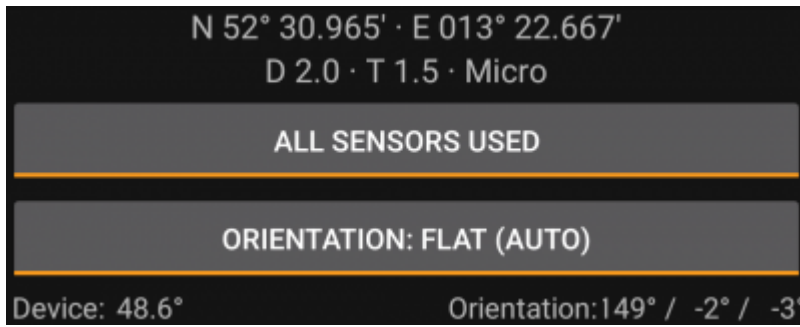 N 52° 30.965' · E 013° 22.667'
D 2.0 · T 1.5 · Micro
ALL SENSORS USED
ORIENTATION: FLAT (AUTO)
Device: 48.6° Orientation:149° / -2° / -3°